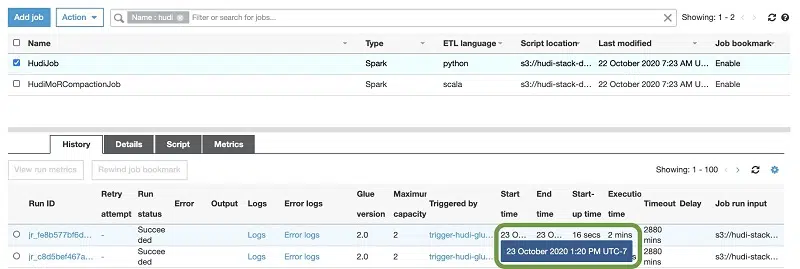 Add job Action Name : hudi Filter or search for jobs... Showing: 1 - 2
Name Type ETL language Script location Last modified Job bookmark
HudiJob Spark python s3://hudi-stack-d... 22 October 2020 7:23 AM U... Enable
HudiMoRCompactionJob Spark scala s3://hudi-stack-d... 22 October 2020 7:23 AM U... Enable
History Details Script Metrics
View run metrics Rewind job bookmark Showing: 1 - 100
Run ID Retry attempt Run status Error Output Logs Error logs Glue version Maximum capacity Triggered by Start time End time Start-up time Executio time Timeout Delay Job run input
jr_fe8b577bf6d... - Succeeded Logs Error logs 2.0 2 trigger-hudi-glu... 23 O... 23 O... 16 secs 2 mins 2880 mins s3://hudi-stack...
23 October 2020 1:20 PM UTC-7
jr_c8d5bef467a... - Succeeded Logs Error logs 2.0 2 trigger-hudi-glu... 2880 mins s3://hudi-stack...